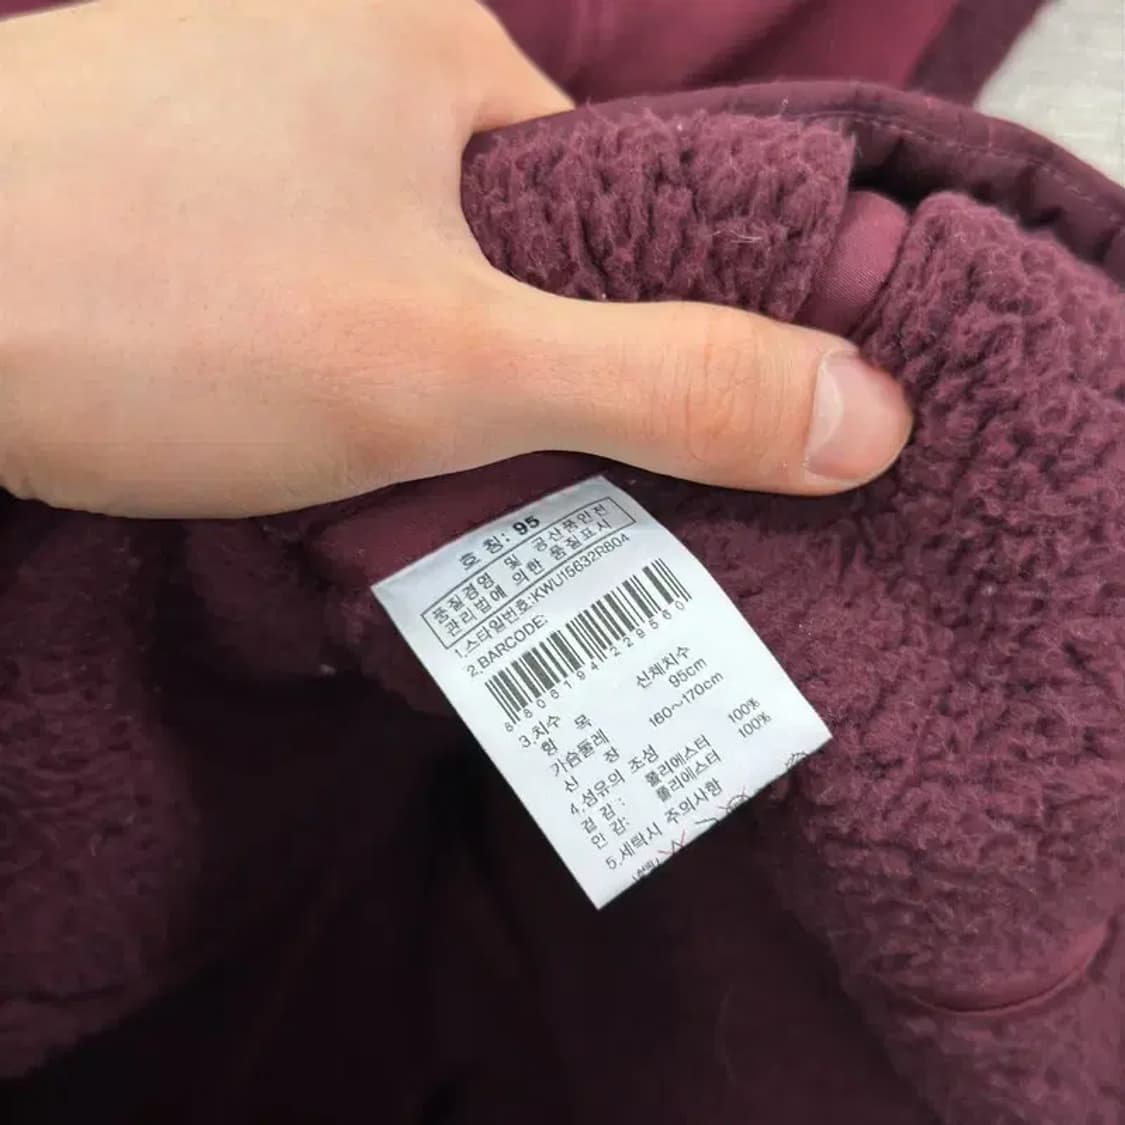 호 칭: 95
품질경영 및 공산품안전
관리법에 의한 품질표시
1.스타일번호:KWU15632R804
2.BARCODE:
8806194229560
3.치수
항 목 신체치수
가슴둘레 95cm
신 장 160~170cm
4.섬유의 조성
겉감: 폴리에스터 100%
안감: 폴리에스터 100%
5.세탁시 주의사항